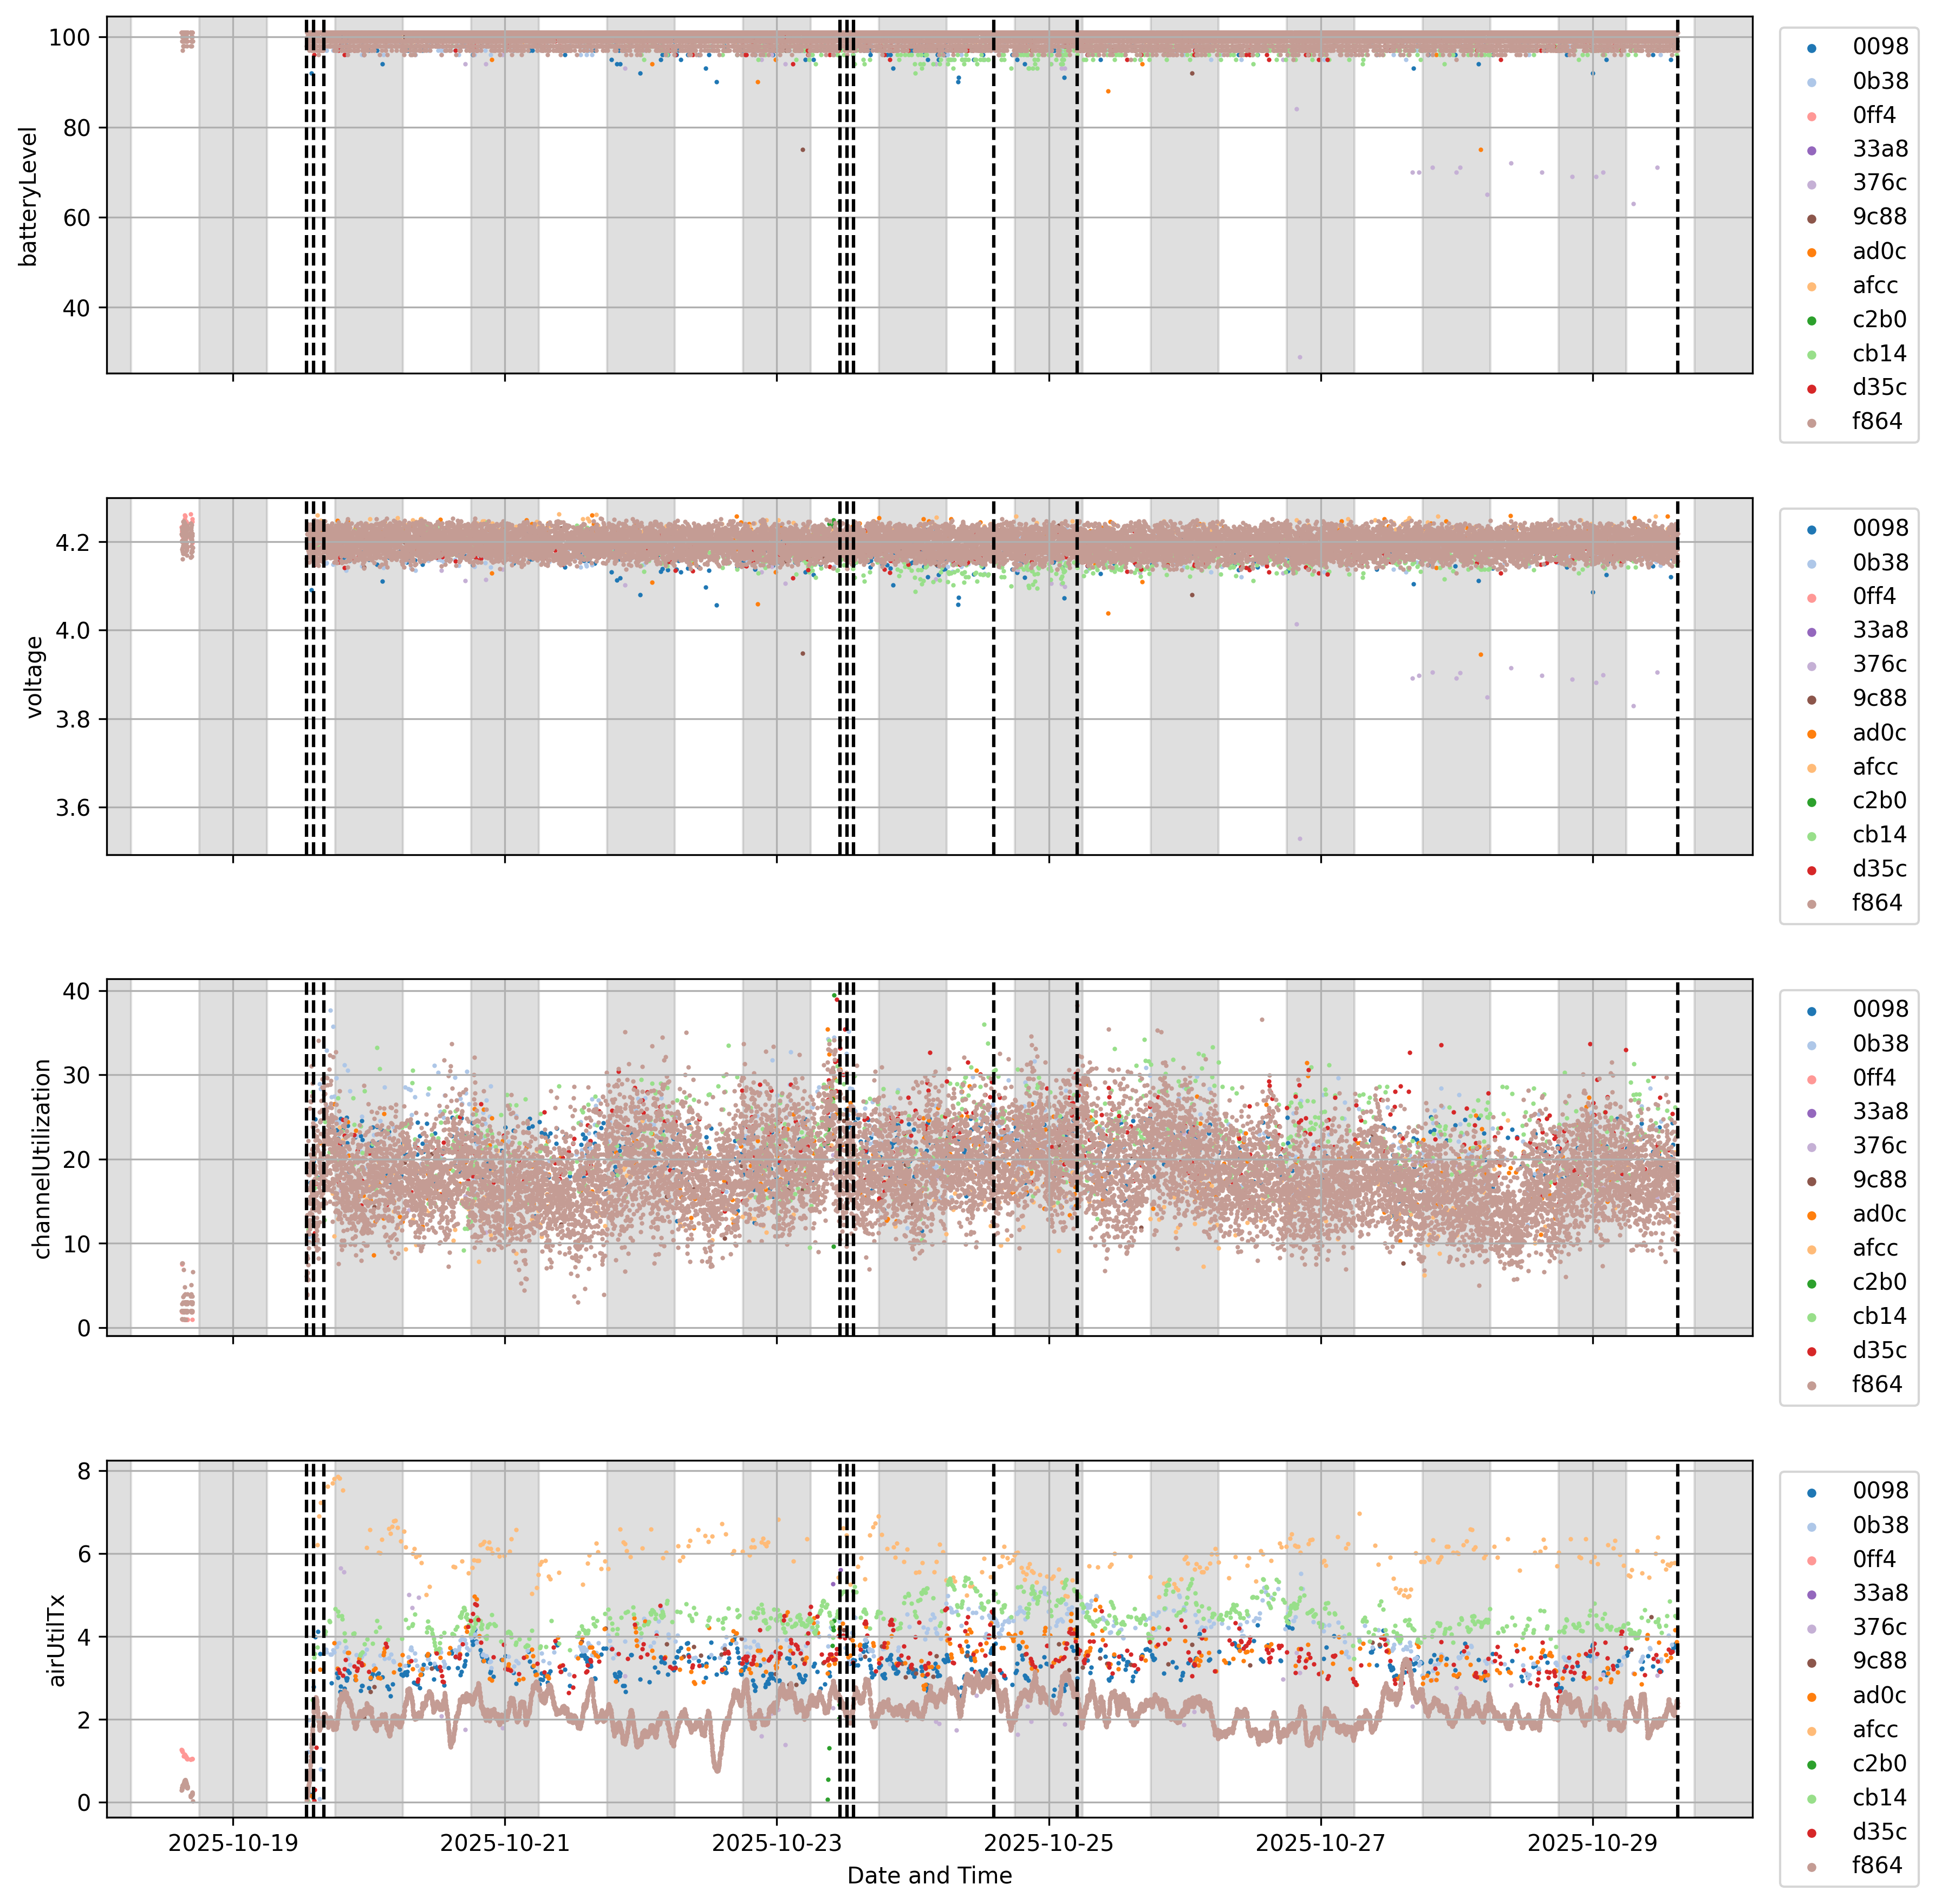 100
80
60
40
batteryLevel
0098
0b38
0ff4
33a8
376c
9c88
ad0c
afcc
c2b0
cb14
d35c
f864
4.2
4.0
3.8
3.6
voltage
0098
0b38
0ff4
33a8
376c
9c88
ad0c
afcc
c2b0
cb14
d35c
f864
40
30
20
10
0
channelUtilization
0098
0b38
0ff4
33a8
376c
9c88
ad0c
afcc
c2b0
cb14
d35c
f864
8
6
4
2
0
airUtilTx
0098
0b38
0ff4
33a8
376c
9c88
ad0c
afcc
c2b0
cb14
d35c
f864
2025-10-19 2025-10-21 2025-10-23 2025-10-25 2025-10-27 2025-10-29
Date and Time